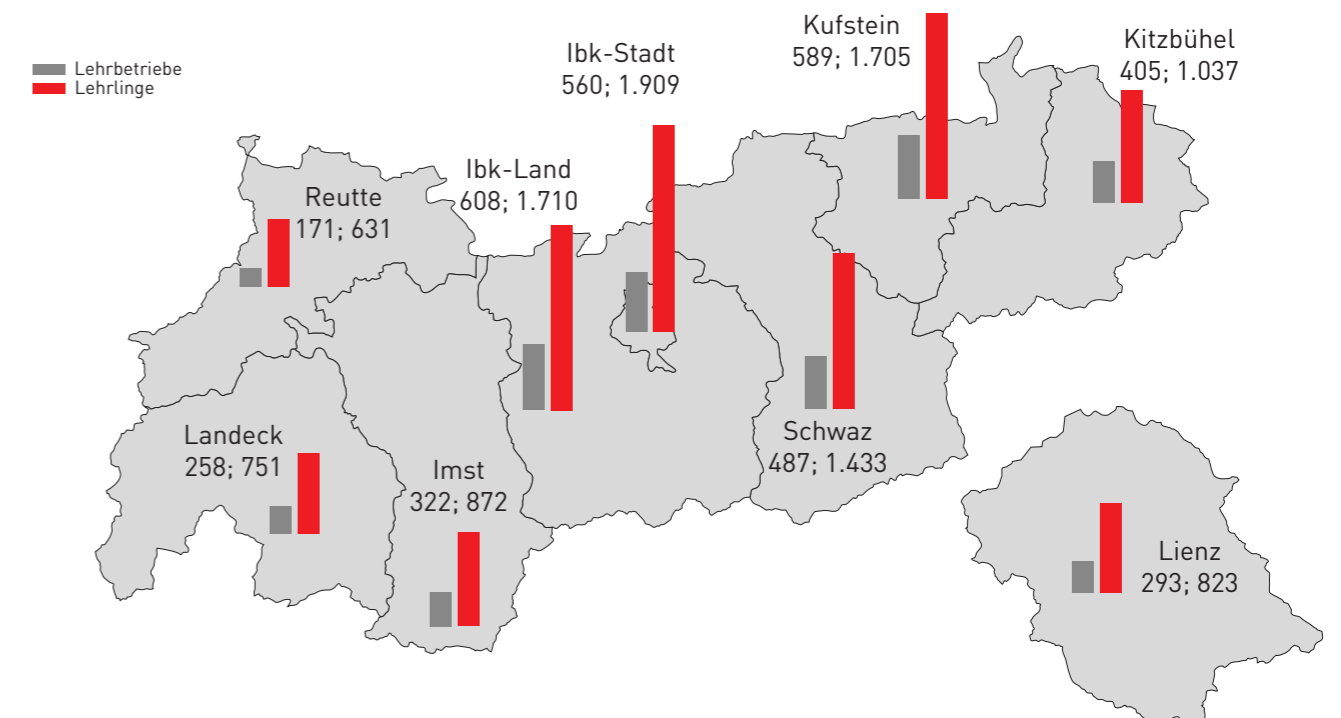 Lehrbetriebe
Lehrlinge
Kufstein
589; 1.705
Kitzbühel
405; 1.037
Ibk-Stadt
560; 1.909
Ibk-Land
608; 1.710
Reutte
171; 631
Landeck
258; 751
Imst
322; 872
Schwaz
487; 1.433
Lienz
293; 823